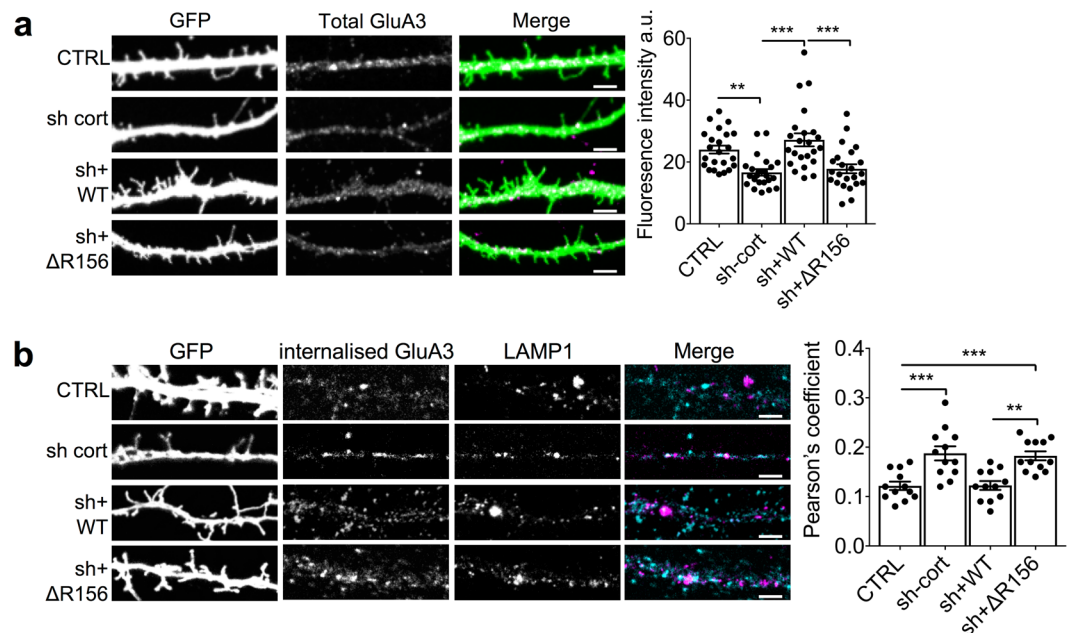 a
GFP Total GluA3 Merge
CTRL
sh cort
sh+
WT
sh+
ΔR156
Fluoresence intensity a.u.
60
40
20
0
** *** ***
CTRL
sh-cort
sh+WT
sh+ΔR156
b
GFP internalised GluA3 LAMP1 Merge
CTRL
sh cort
sh+
WT
sh+
ΔR156
Pearson's coefficient
0.4
0.3
0.2
0.1
0.0
***
***
**
CTRL
sh-cort
sh+WT
sh+ΔR156